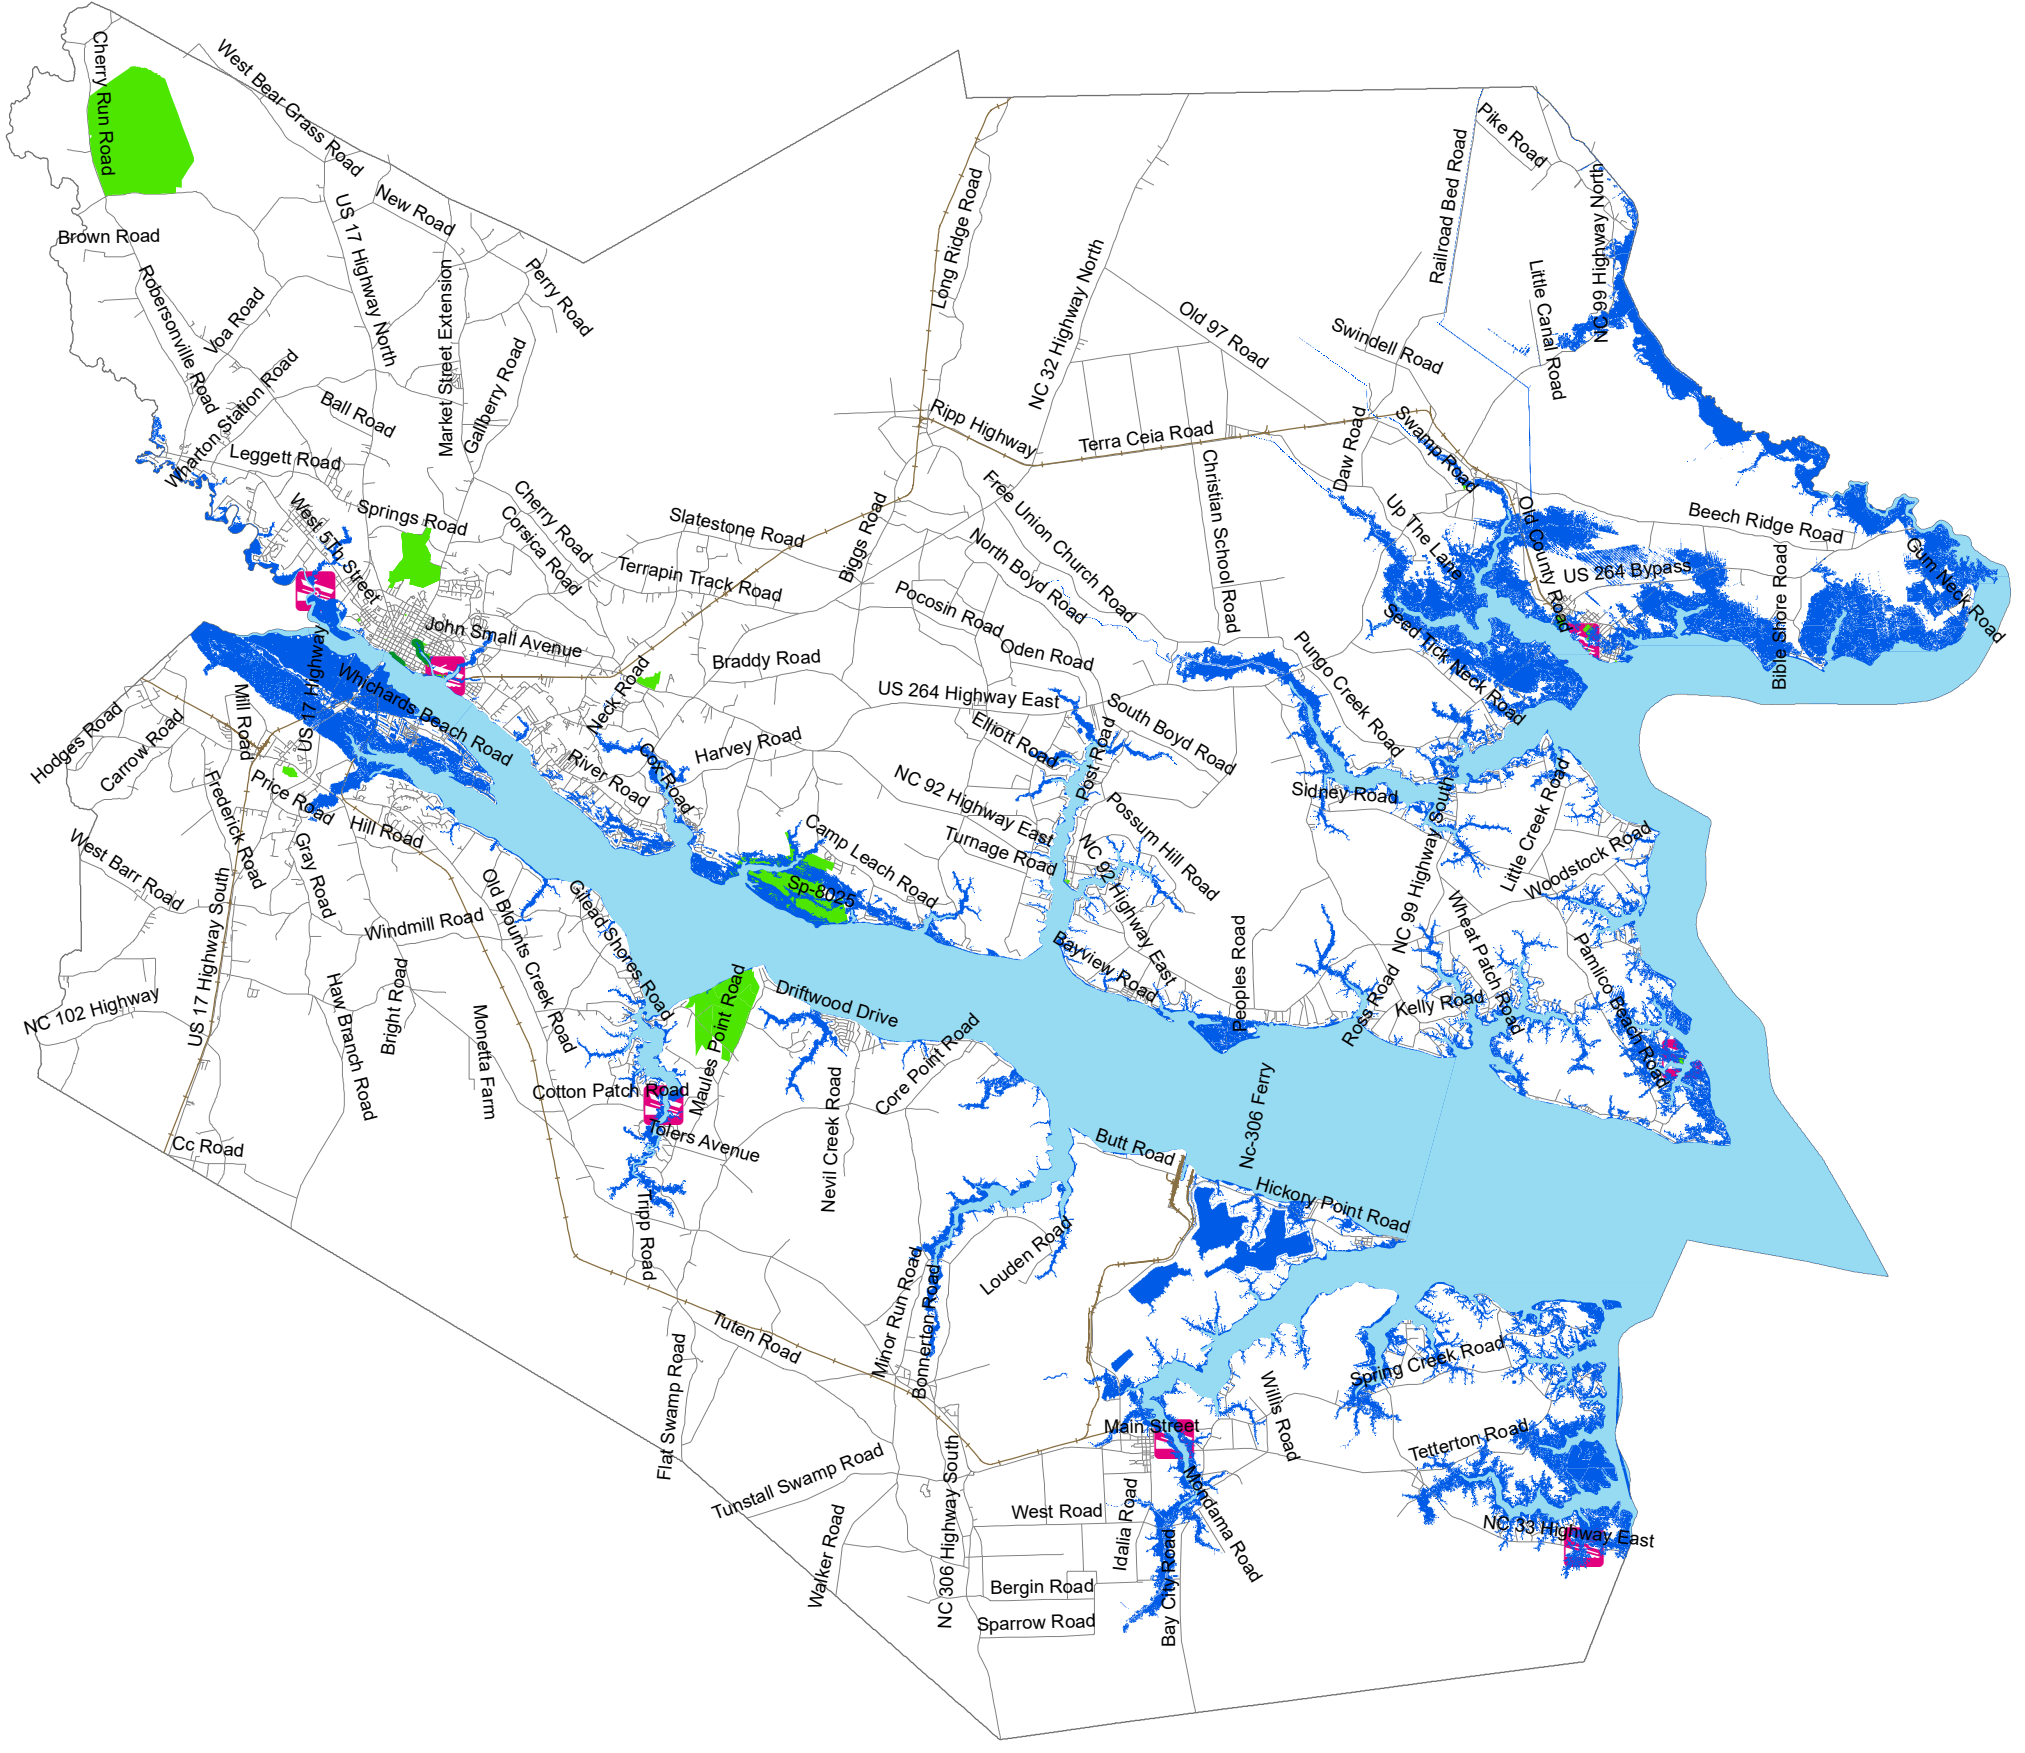 Cherry Run Road
West Bear Grass Road
Pike Road
Railroad Bed Road
NC 99 Highway North
New Road
US 17 Highway North
Long Ridge Road
Brown Road
Perry Road
Market Street Extension
Robersonville Road
Voa Road
NC 32 Highway North
Little Canal Road
Old 97 Road
Swindell Road
Gallberry Road
Wharton Station Road
Ball Road
Ripp Highway
Terra Ceia Road
Daw Road
Swamp Road
Leggett Road
Christian School Road
Free Union Church Road
Cherry Road
Corsica Road
Springs Road
West 5Th Street
Slatestone Road
Biggs Road
Up The Lane
Old County Road
Beech Ridge Road
Gum Neck Road
North Boyd Road
Terrapin Track Road
US 264 Bypass
Bible Shore Road
Pocosin Road
John Small Avenue
Seed Tick Neck Road
Oden Road
Pungo Creek Road
Braddy Road
Neck Road
US 17 Highway
Whichards Beach Road
Mill Road
US 264 Highway East
South Boyd Road
Elliott Road
Hodges Road
Carrow Road
Harvey Road
Cox Road
River Road
Post Road
Price Road
Frederick Road
NC 92 Highway East
Sidney Road
NC 99 Highway South
Little Creek Road
Possum Hill Road
Hill Road
Turnage Road
Camp Leach Road
West Barr Road
Gray Road
Woodstock Road
NC 92 Highway East
Sp-8025
US 17 Highway South
Old Blounts Creek Road
Gilead Shores Road
Windmill Road
Wheat Patch Road
Pamlico Beach Road
Peoples Road
Bayview Road
NC 102 Highway
Haw Branch Road
Bright Road
Monetta Farm
Maules Point Road
Driftwood Drive
Ross Road
Kelly Road
Core Point Road
Nevil Creek Road
Cotton Patch Road
Nc-306 Ferry
Cc Road
Tolers Avenue
Butt Road
Tripp Road
Hickory Point Road
Louden Road
Minor Run Road
Bonnerton Road
Tuten Road
Flat Swamp Road
Spring Creek Road
Willis Road
Main Street
Tetterton Road
Tunstall Swamp Road
NC 306 Highway South
Mondama Road
West Road
Idalia Road
Walker Road
NC 33 Highway East
Bay City Road
Bergin Road
Sparrow Road